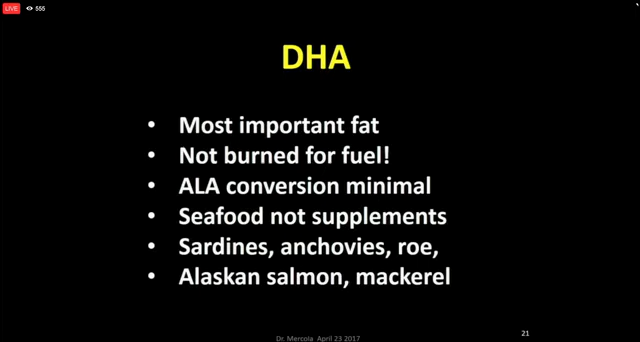 LIVE 555
DHA
• Most important fat
• Not burned for fuel!
• ALA conversion minimal
• Seafood not supplements
• Sardines, anchovies, roe,
• Alaskan salmon, mackerel
21
Dr. Mercola April 23 2017